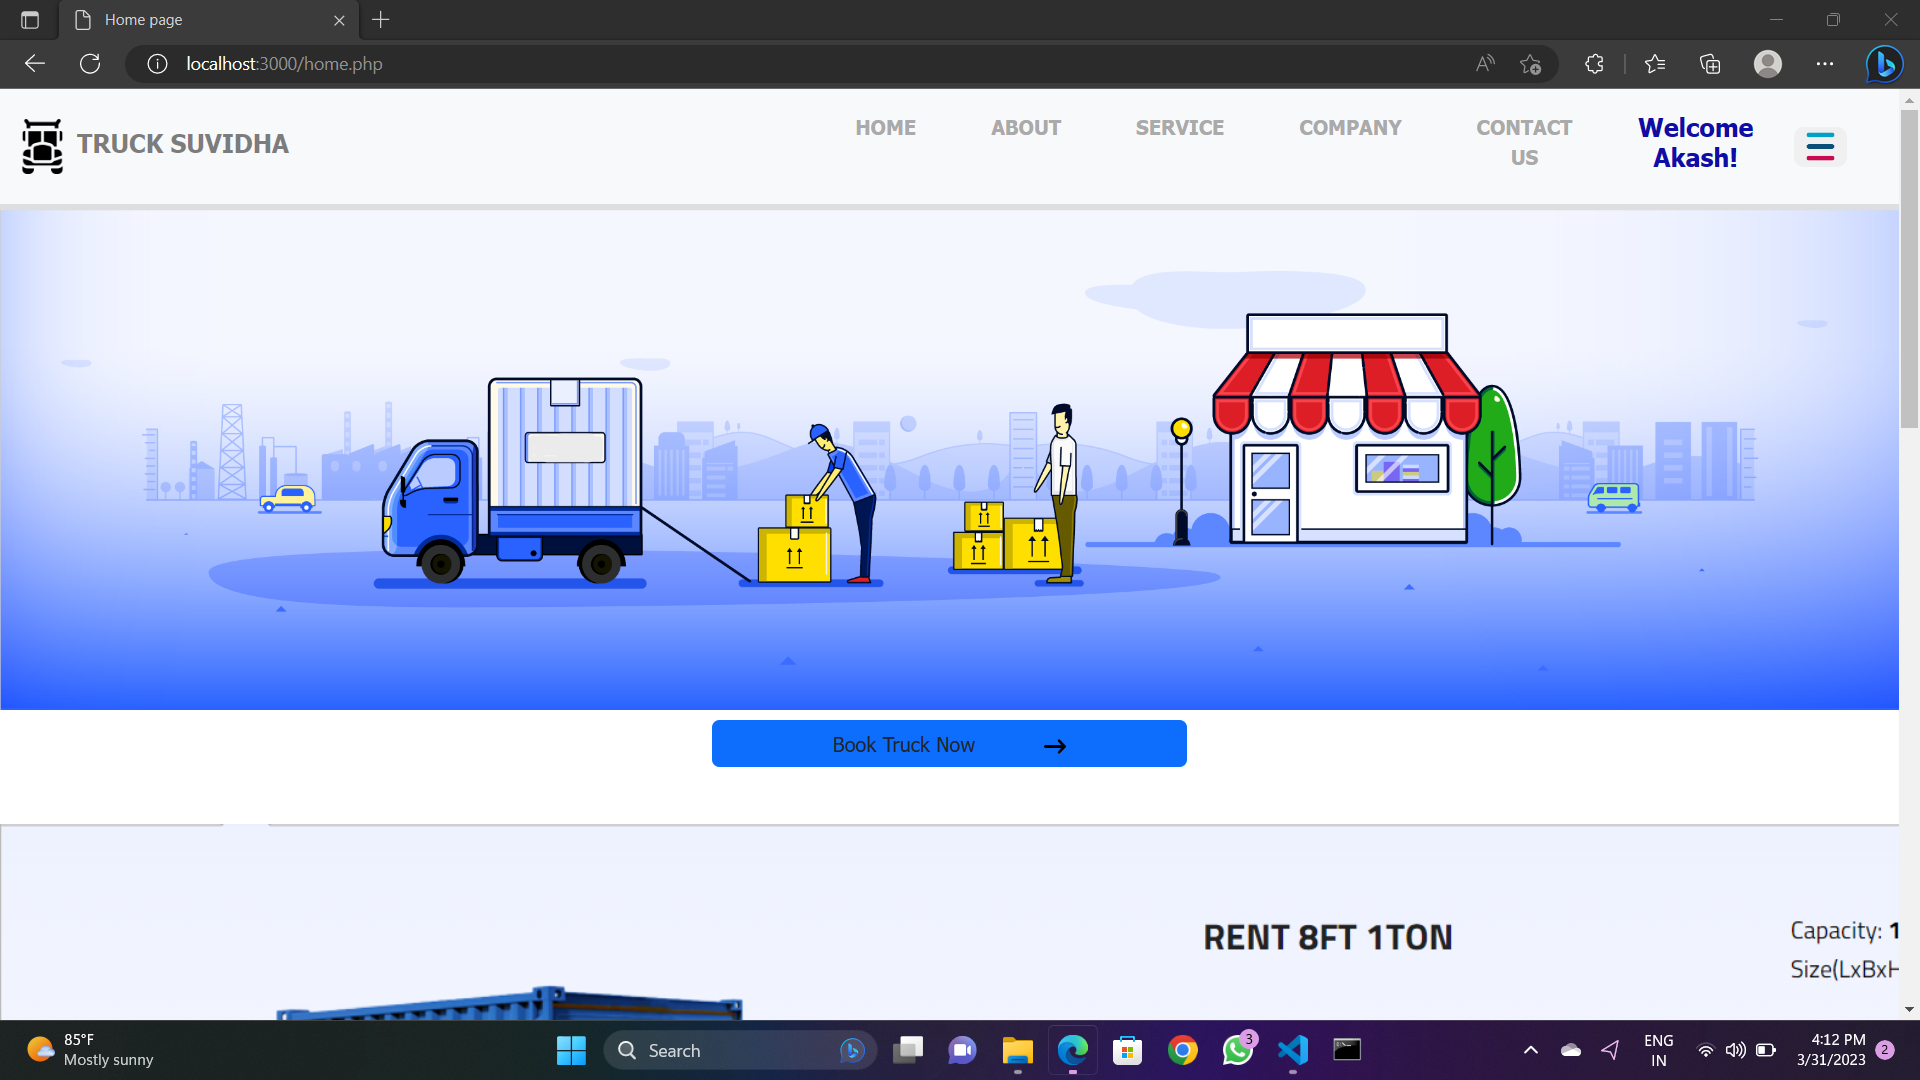 Home page
localhost:3000/home.php
TRUCK SUVIDHA
HOME
ABOUT
SERVICE
COMPANY
CONTACT
US
Welcome
Akash!
Book Truck Now
RENT 8FT 1TON
Capacity: 1
Size(LxBxH
85°F
Mostly sunny
Search
3
ENG
IN
4:12 PM
3/31/2023
2